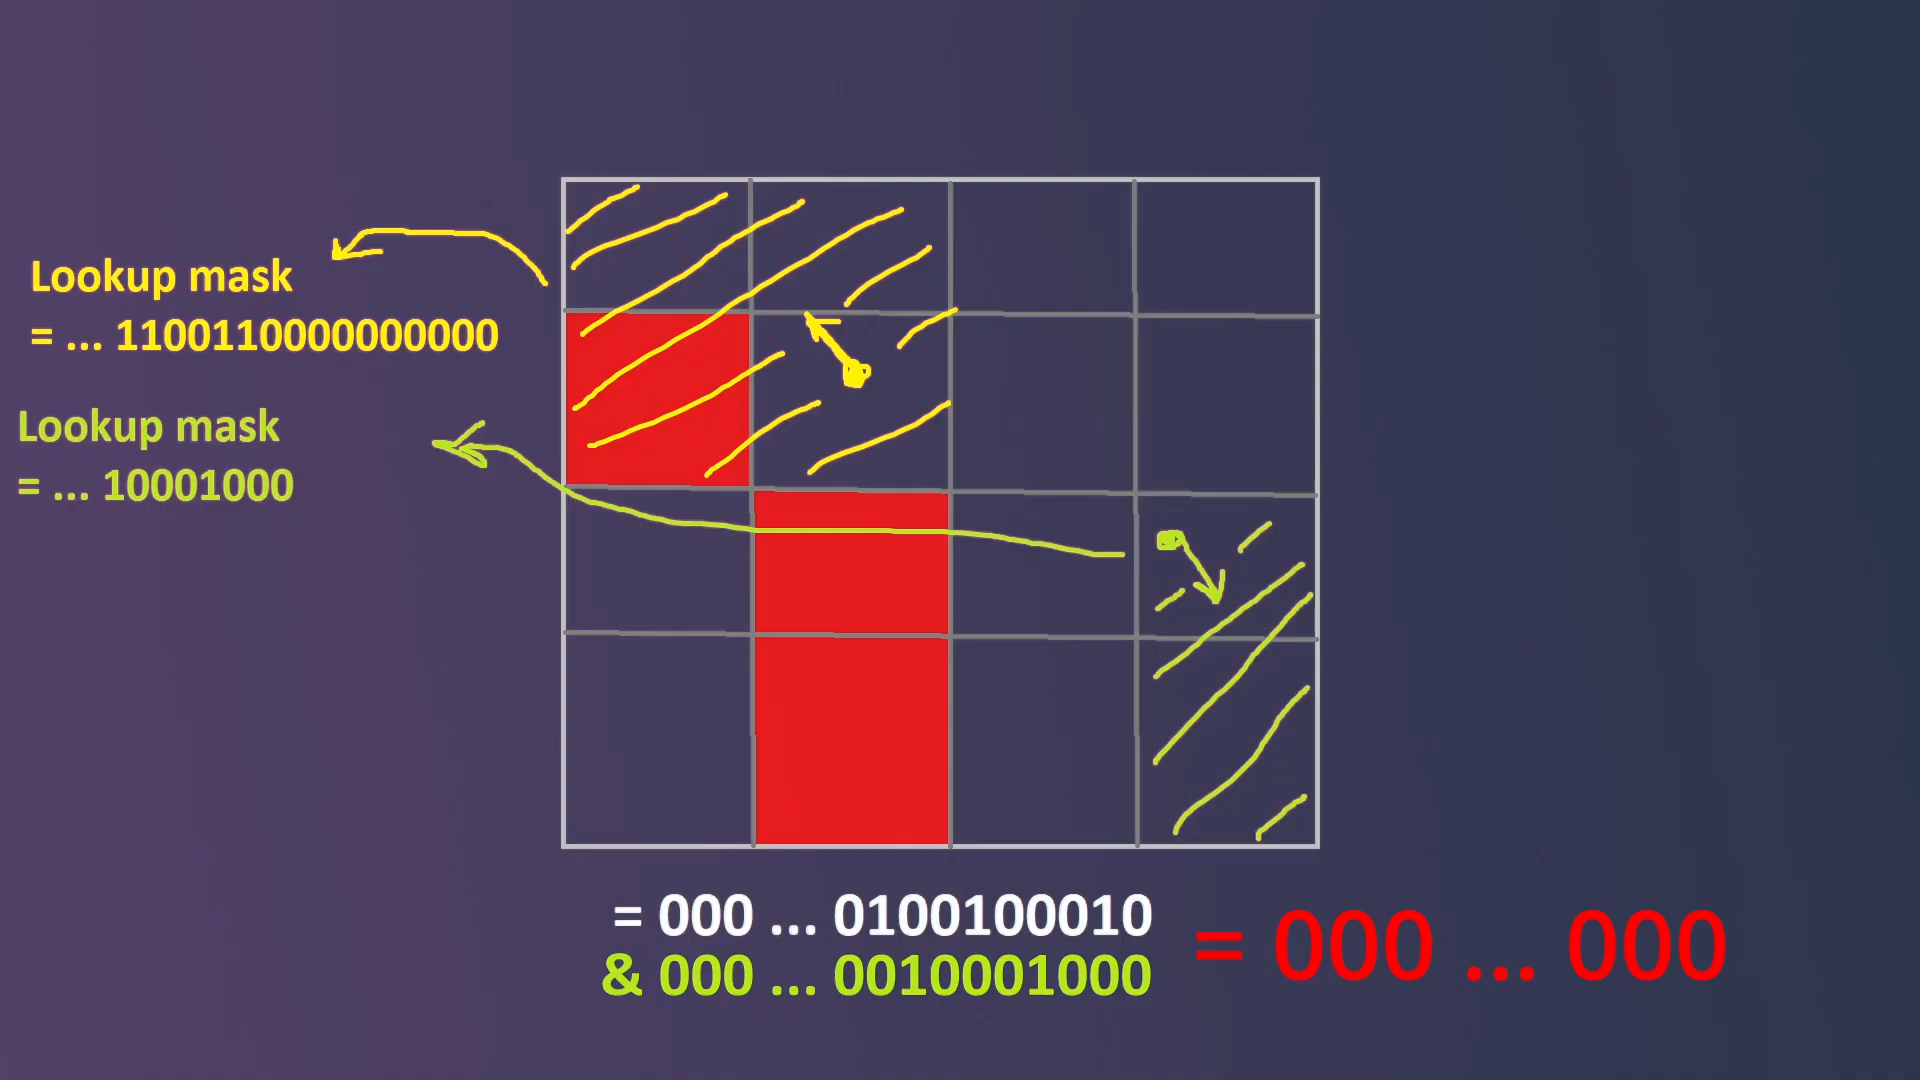 Lookup mask
= ... 1100110000000000
Lookup mask
= ... 10001000
= 000 ... 0100100010
& 000 ... 0010001000
= 000 ... 000